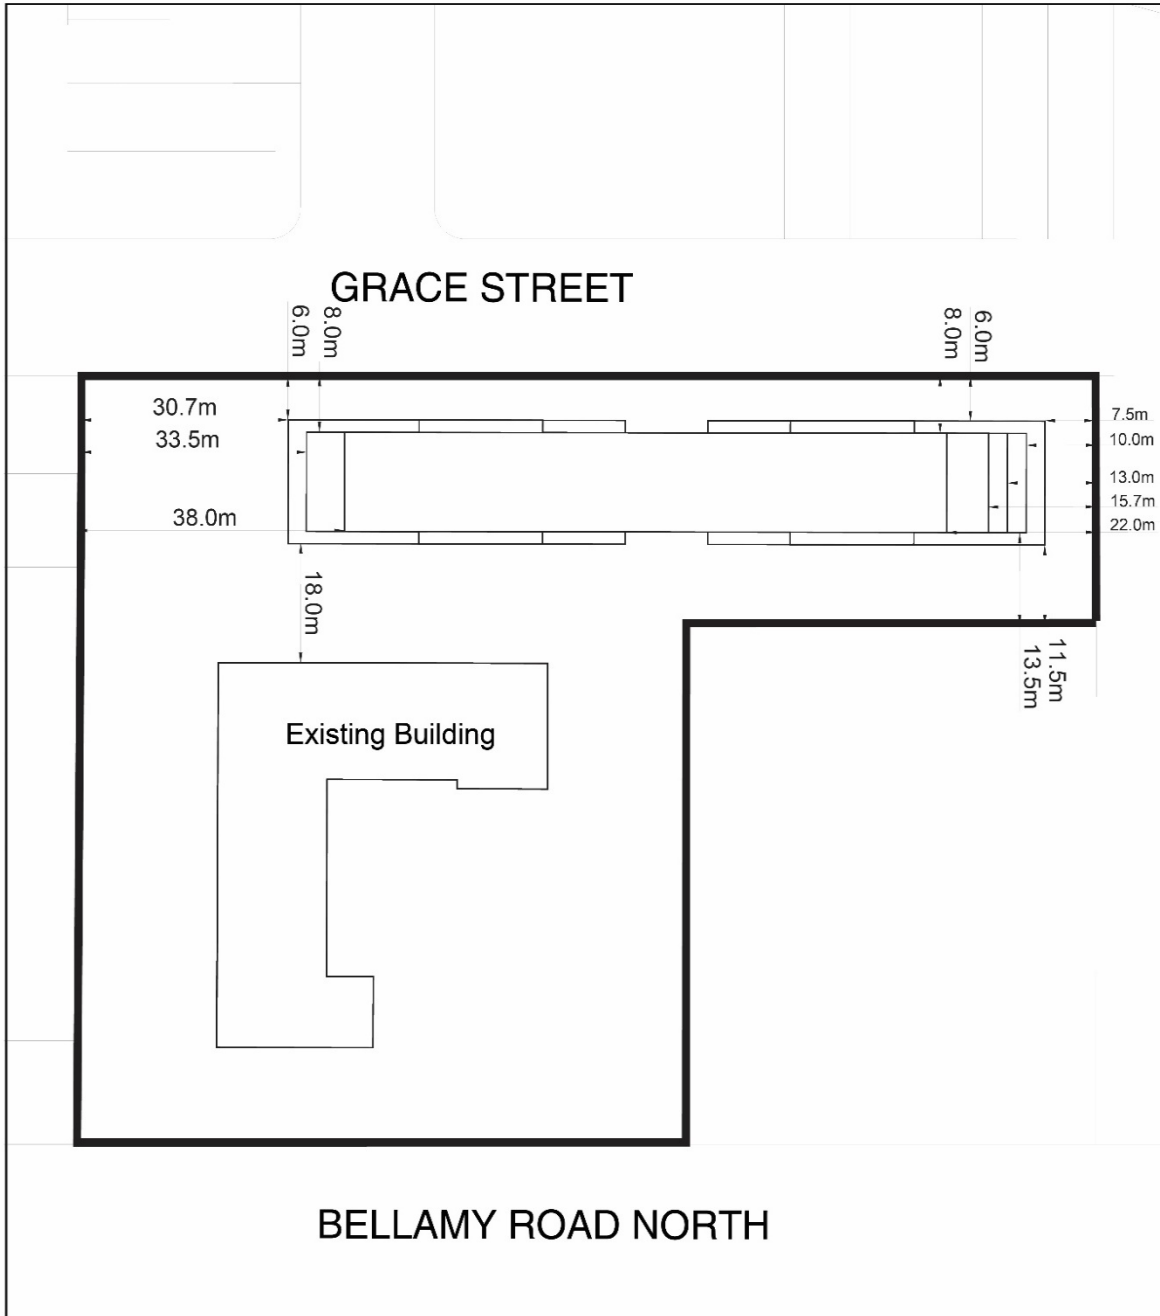 GRACE STREET
6.0m
8.0m
8.0m
6.0m
30.7m
33.5m
38.0m
7.5m
10.0m
13.0m
15.7m
22.0m
18.0m
11.5m
13.5m
Existing Building
BELLAMY ROAD NORTH